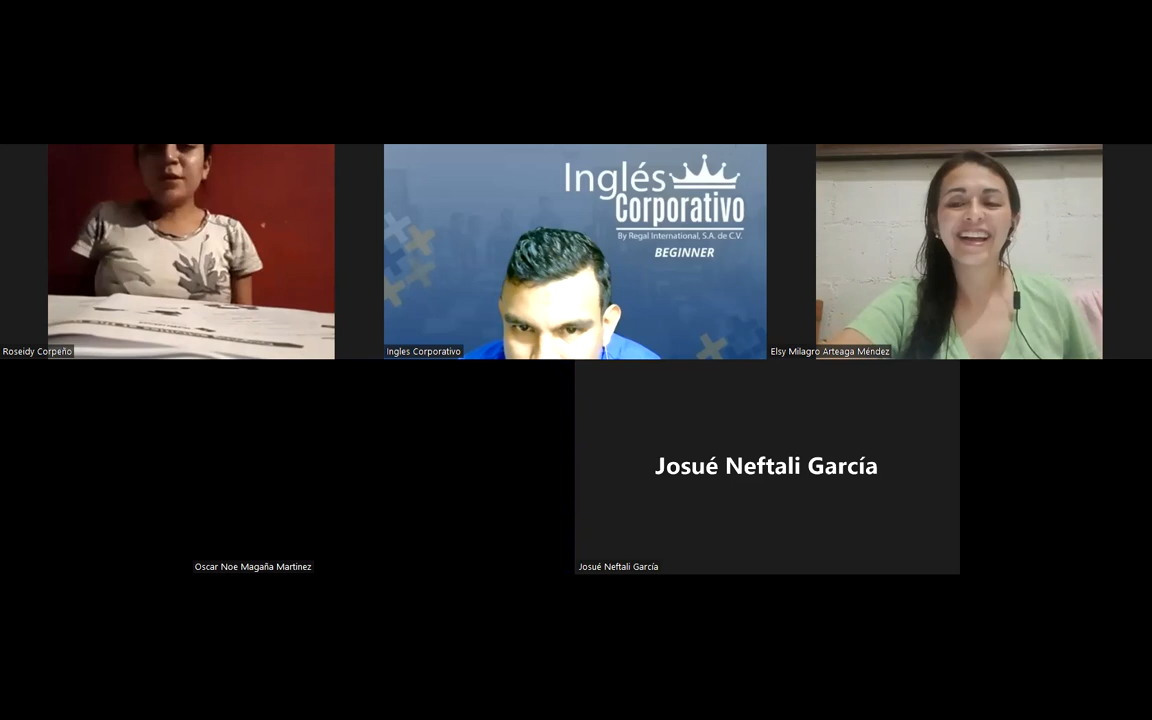 Inglés
Corporativo
By Regal International, S.A. de C.V.
BEGINNER
Roseidy Corpeño
Ingles Corporativo
Elsy Milagro Arteaga Méndez
Josué Neftali García
Oscar Noe Magaña Martinez
Josué Neftali García